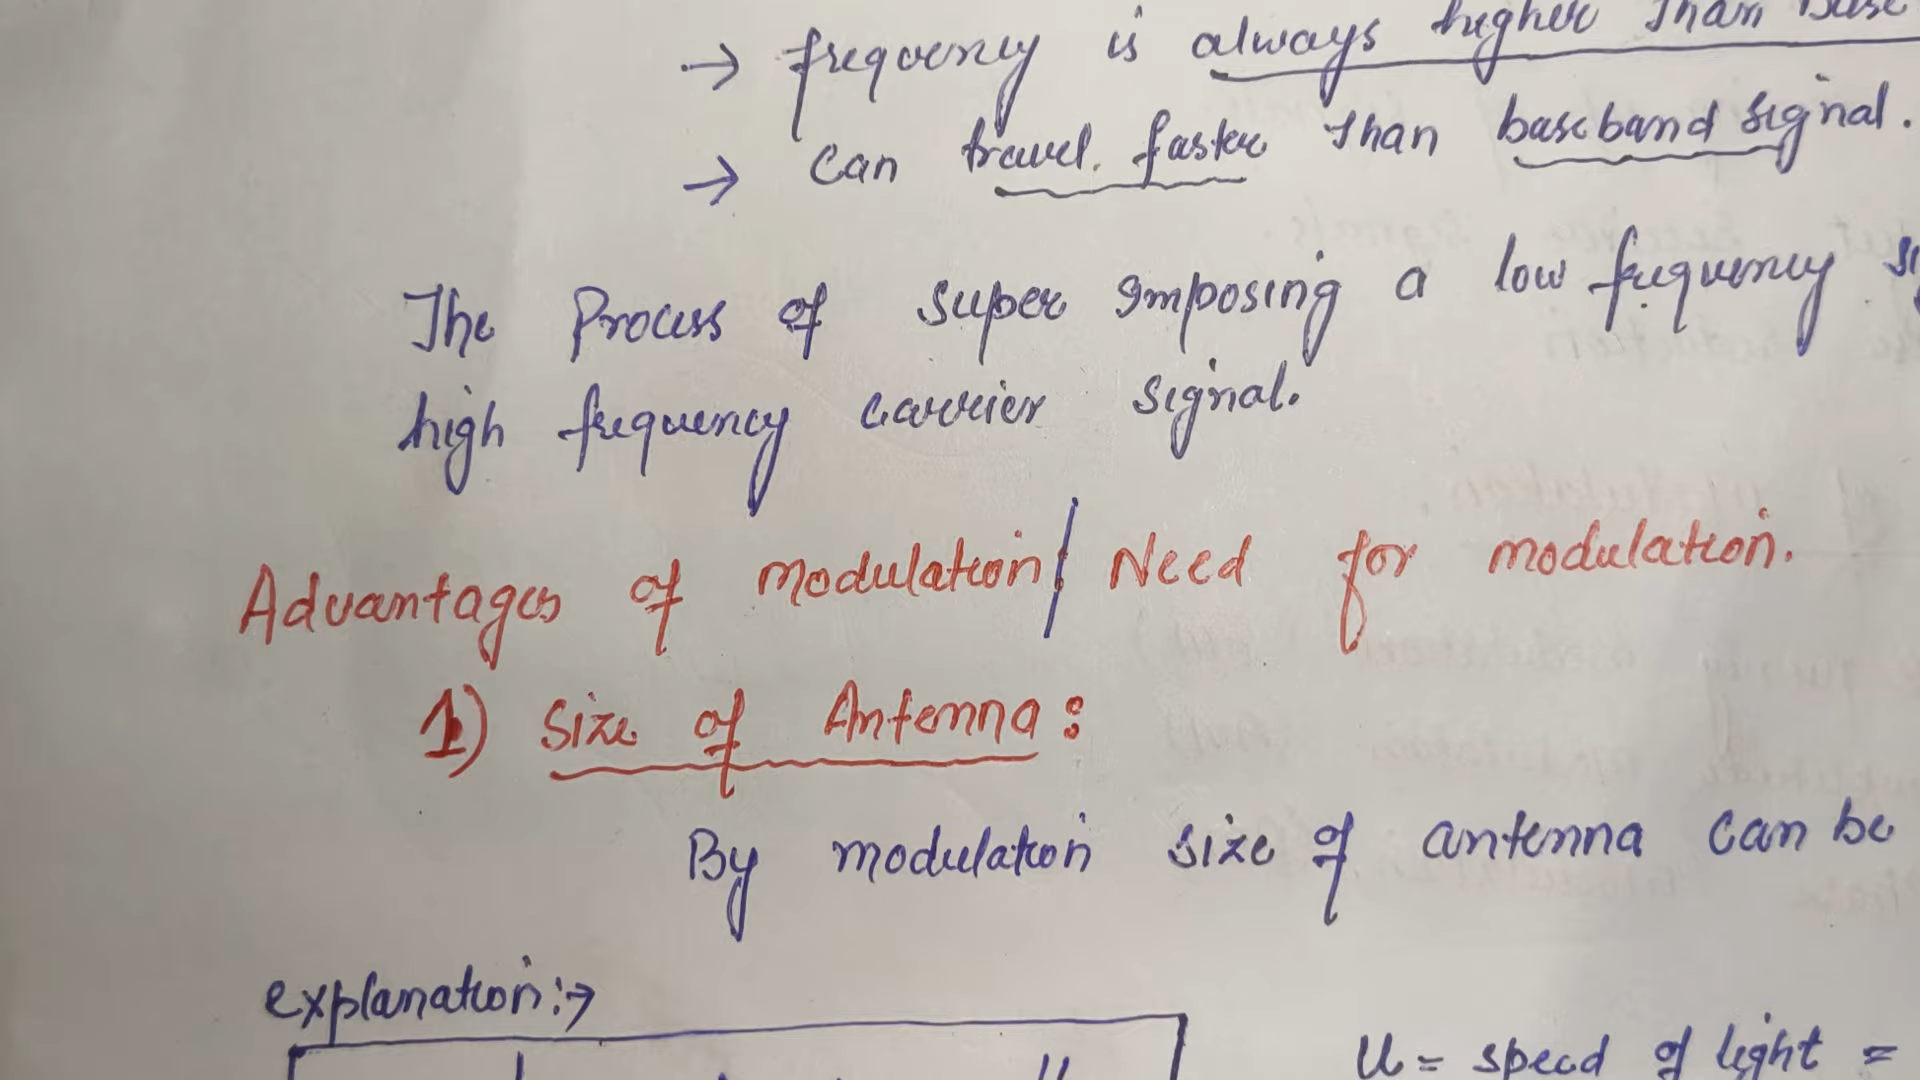 → frequency is always higher than base
→ can travel faster than baseband signal.
The Process of super imposing a low frequency
high frequency carrier signal.
Advantages of modulation/ Need for modulation.
1) Size of Antenna:
By modulation size of antenna can be
explanation:→
U = speed of light =